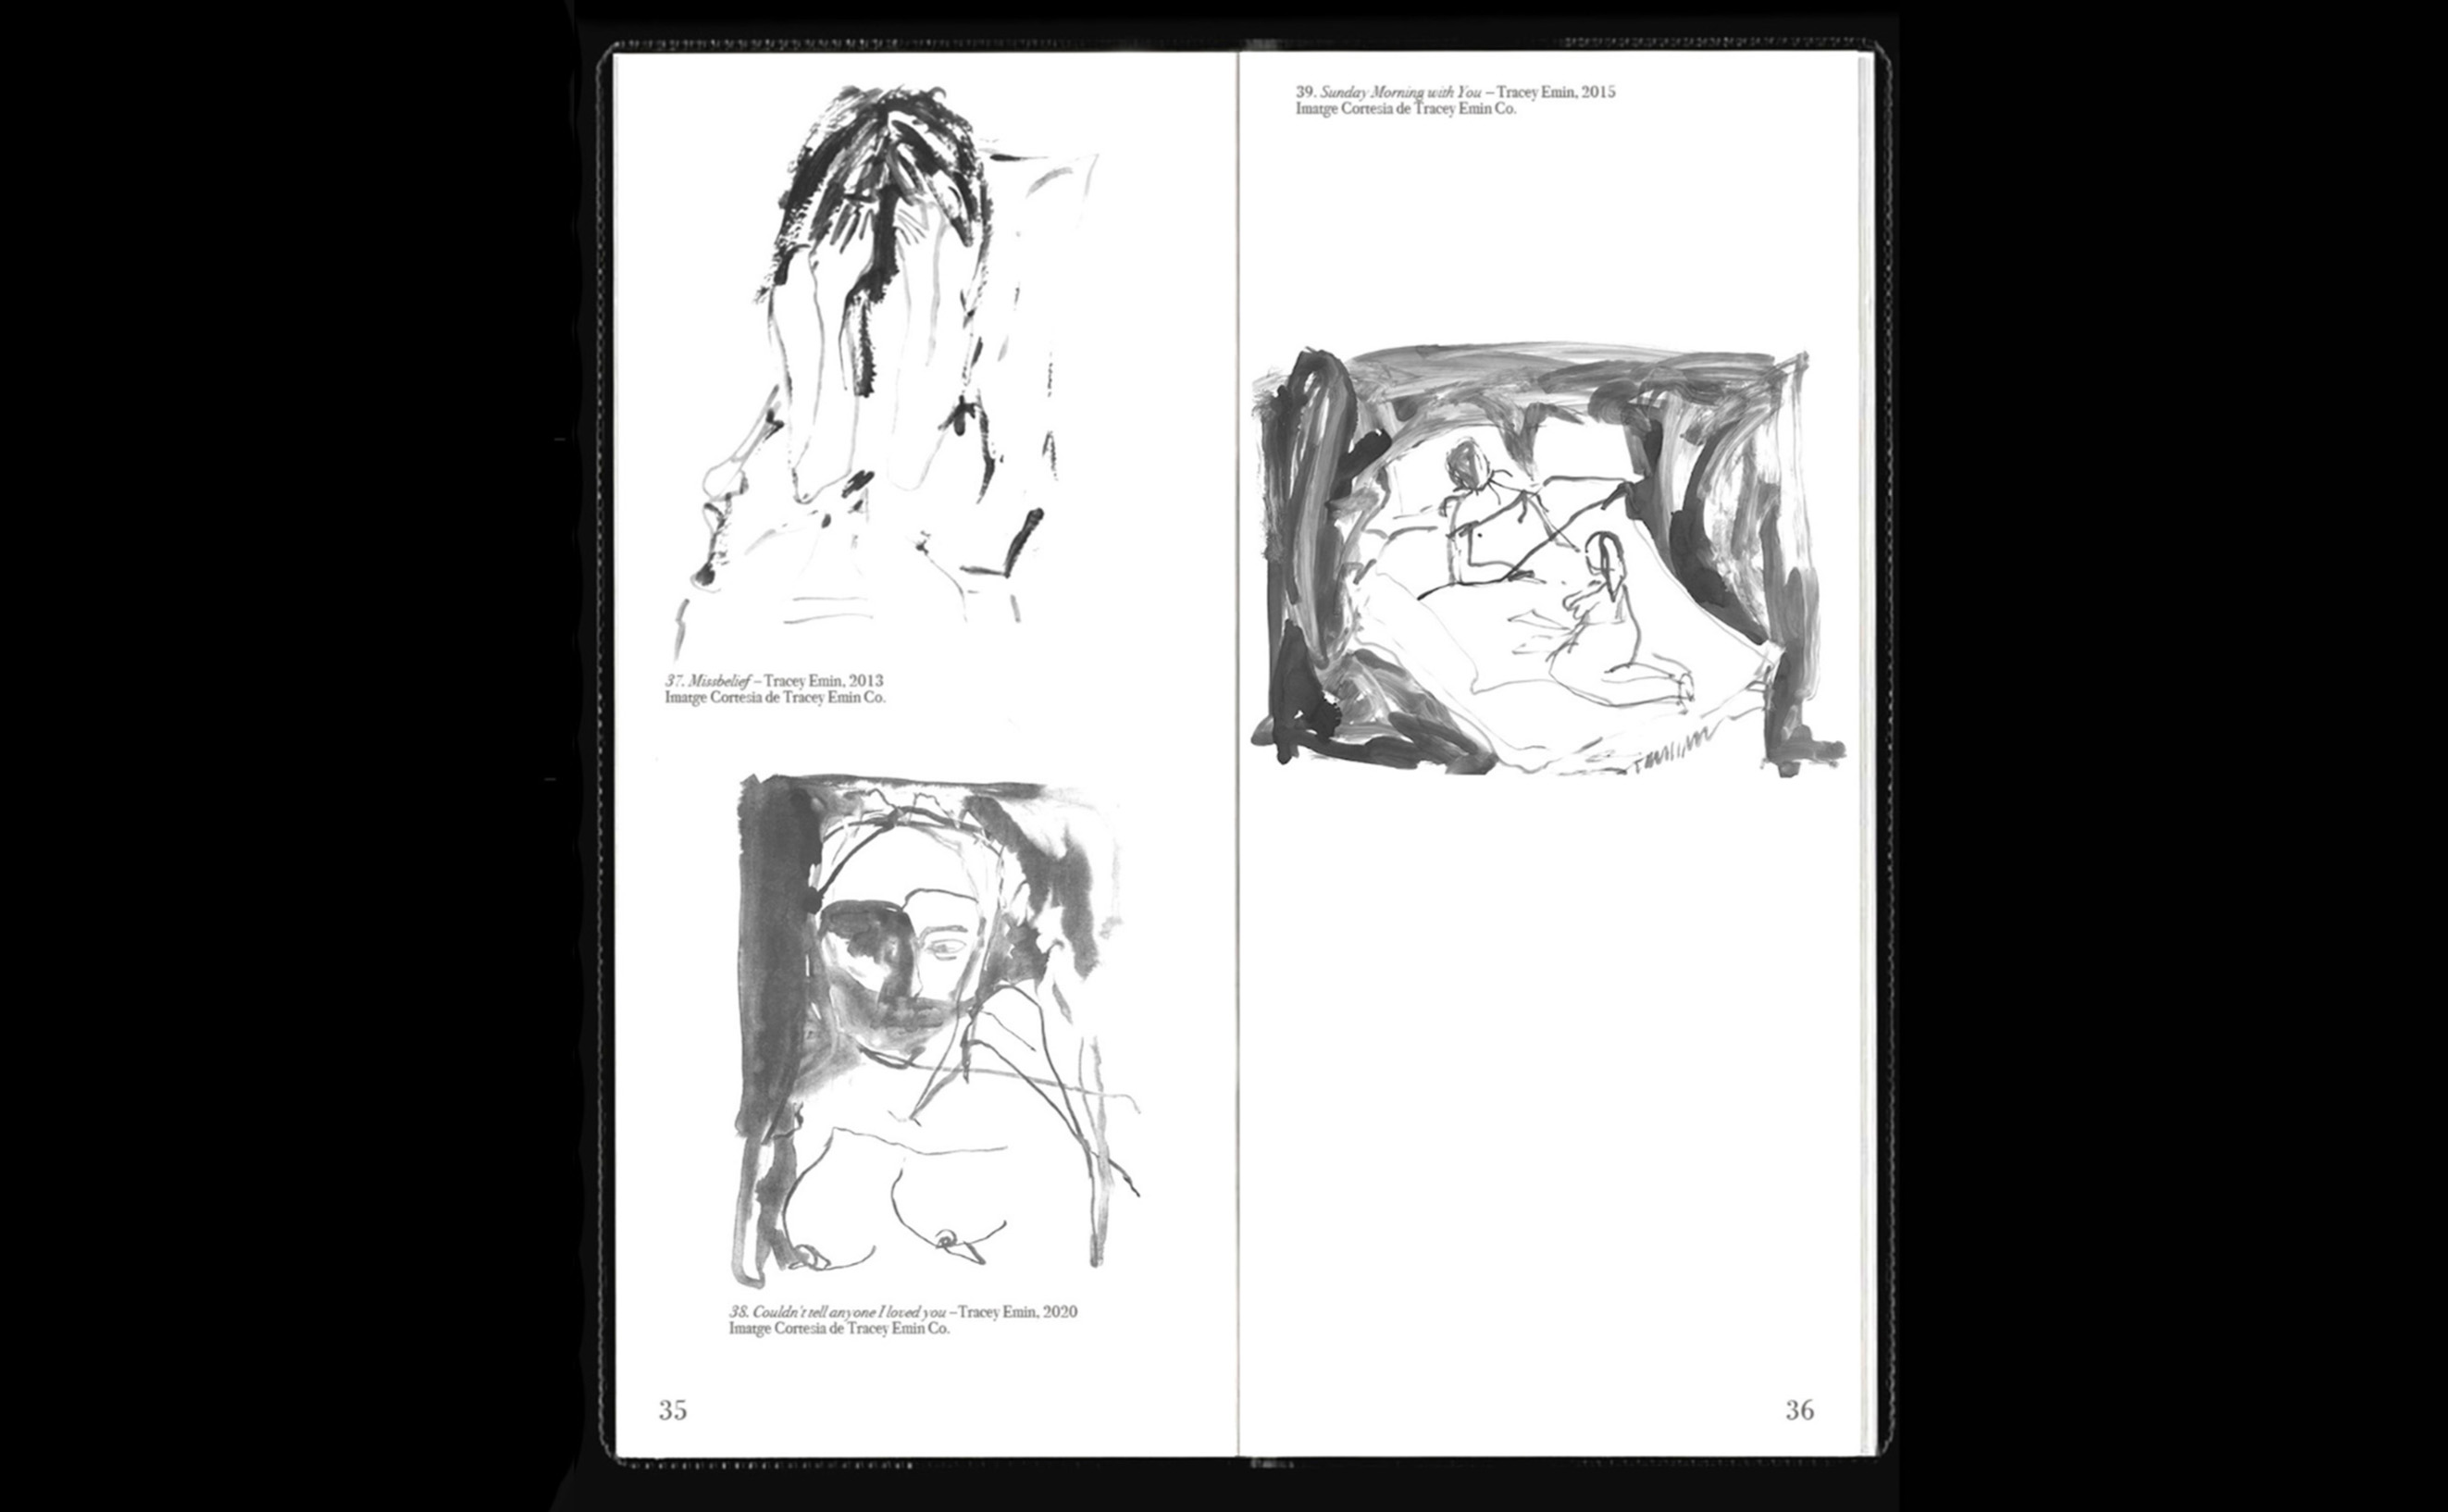 37. Missbelief – Tracey Emin, 2013
Imatge Cortesia de Tracey Emin Co.
38. Couldn't tell anyone I loved you – Tracey Emin, 2020
Imatge Cortesia de Tracey Emin Co.
35
39. Sunday Morning with You – Tracey Emin, 2015
Imatge Cortesia de Tracey Emin Co.
36